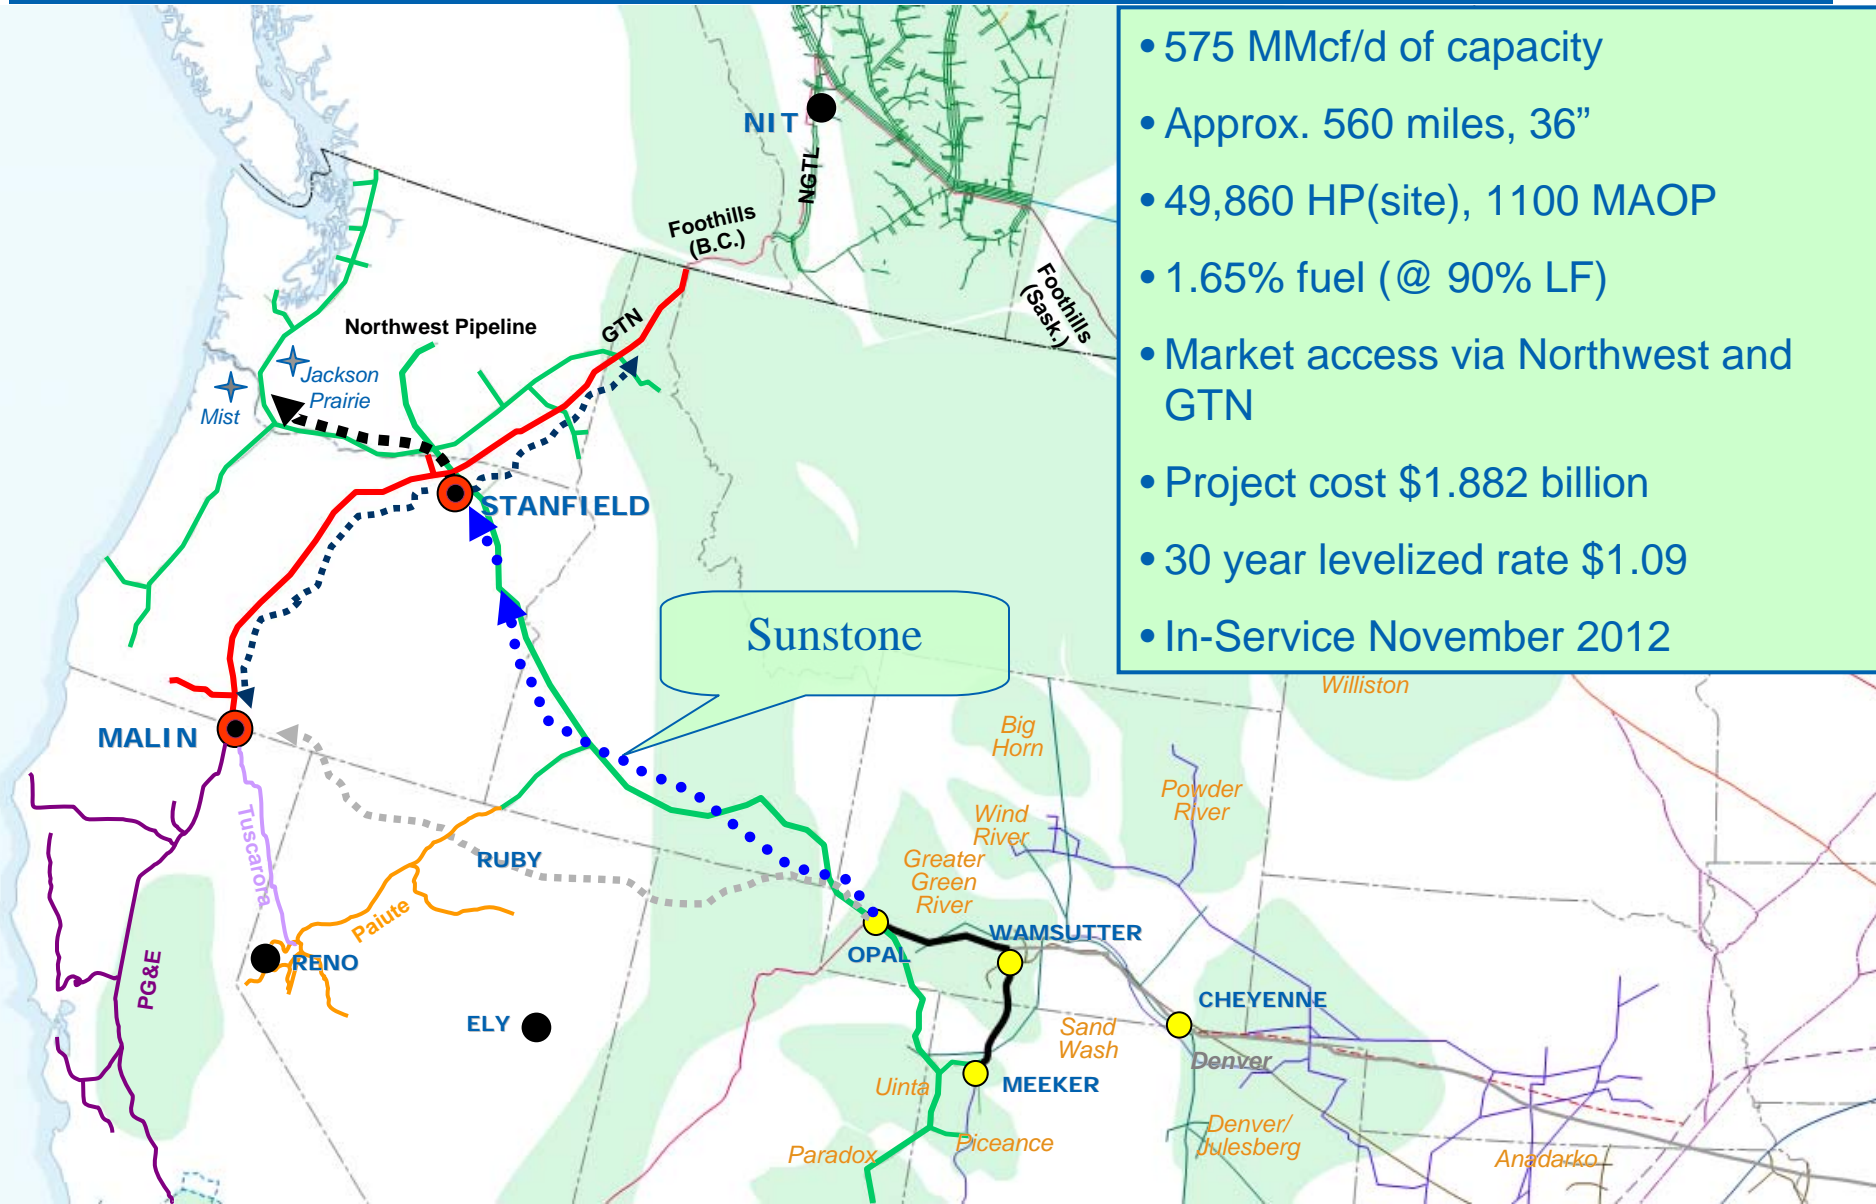 • 575 MMcf/d of capacity
• Approx. 560 miles, 36”
• 49,860 HP(site), 1100 MAOP
• 1.65% fuel (@ 90% LF)
• Market access via Northwest and
GTN
• Project cost $1.882 billion
• 30 year levelized rate $1.09
• In-Service November 2012
NIT
NGTL
Foothills
(B.C.)
Foothills
(Sask.)
GTN
Northwest Pipeline
Jackson
Prairie
Mist
STANFIELD
Sunstone
MALIN
Williston
Big
Horn
Powder
River
Wind
River
Tuscarora
RUBY
Greater
Green
River
Paiute
WAMSUTTER
OPAL
RENO
PG&E
CHEYENNE
ELY
Sand
Wash
Denver
Uinta
MEEKER
Denver/
Julesberg
Piceance
Paradox
Anadarko